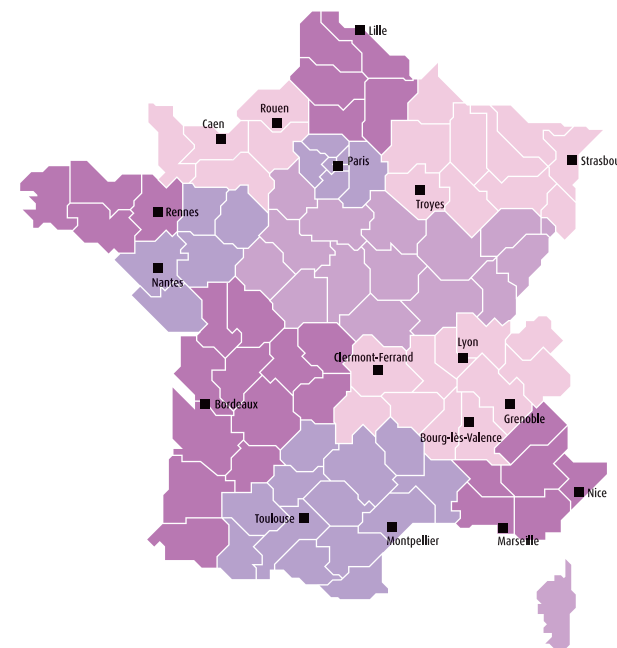 Lille
Rouen
Caen
Paris
Strasbou
Troyes
Rennes
Nantes
Lyon
Clermont-Ferrand
Bordeaux
Grenoble
Bourg-lès-Valence
Nice
Toulouse
Montpellier
Marseille